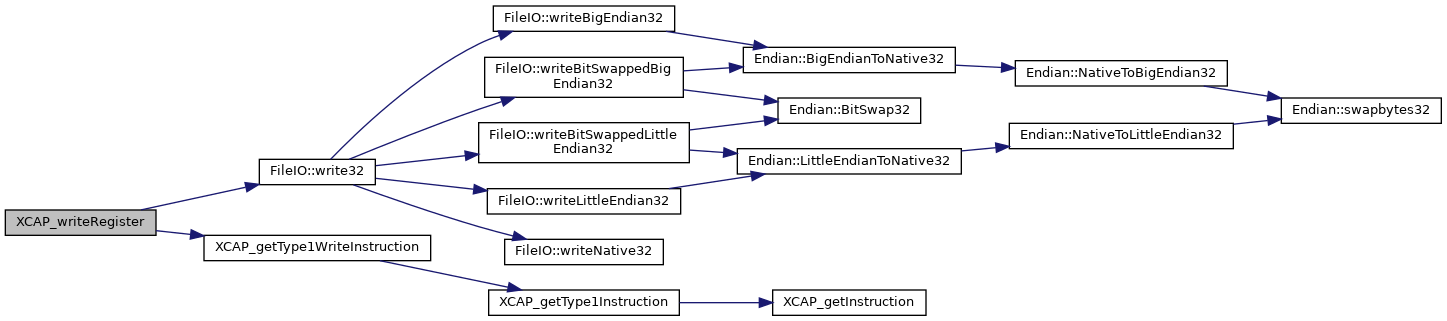 XCAP_writeRegister
FileIO::write32
XCAP_getType1WriteInstruction
FileIO::writeBigEndian32
FileIO::writeBitSwappedBig
Endian32
FileIO::writeBitSwappedLittle
Endian32
FileIO::writeLittleEndian32
FileIO::writeNative32
XCAP_getType1Instruction
Endian::BigEndianToNative32
Endian::BitSwap32
Endian::LittleEndianToNative32
XCAP_getInstruction
Endian::NativeToBigEndian32
Endian::NativeToLittleEndian32
Endian::swapbytes32